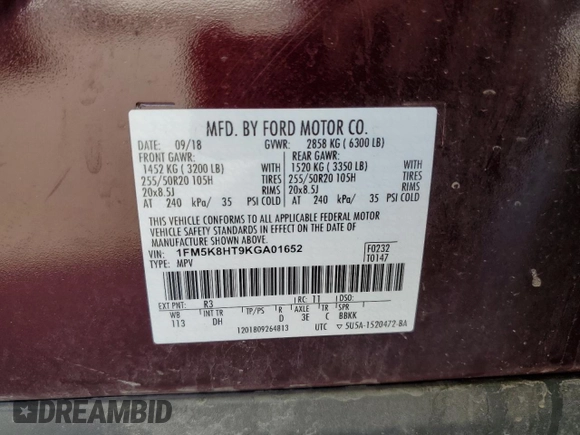 MFD. BY FORD MOTOR CO.
DATE: 09/18 GVWR: 2858 KG ( 6300 LB)
FRONT GAWR: REAR GAWR:
1452 KG ( 3200 LB) WITH 1520 KG ( 3350 LB) WITH
255/50R20 105H TIRES 255/50R20 105H TIRES
20x8.5J RIMS 20x8.5J RIMS
AT 240 kPa/ 35 PSI COLD AT 240 kPa/ 35 PSI COLD
THIS VEHICLE CONFORMS TO ALL APPLICABLE FEDERAL MOTOR
VEHICLE SAFETY STANDARDS IN EFFECT ON THE DATE OF
MANUFACTURE SHOWN ABOVE.
VIN: 1FM5K8HT9KGA01652 F0232
TYPE: MPV T0147
EXT PNT: R3 RC: 11 DSO:
WB INT TR TP/PS R AXLE TR SPR
113 DH D 3E C BBKK
1201809264813 UTC ▽ 5U5A-1520472-BA
DREAMBID